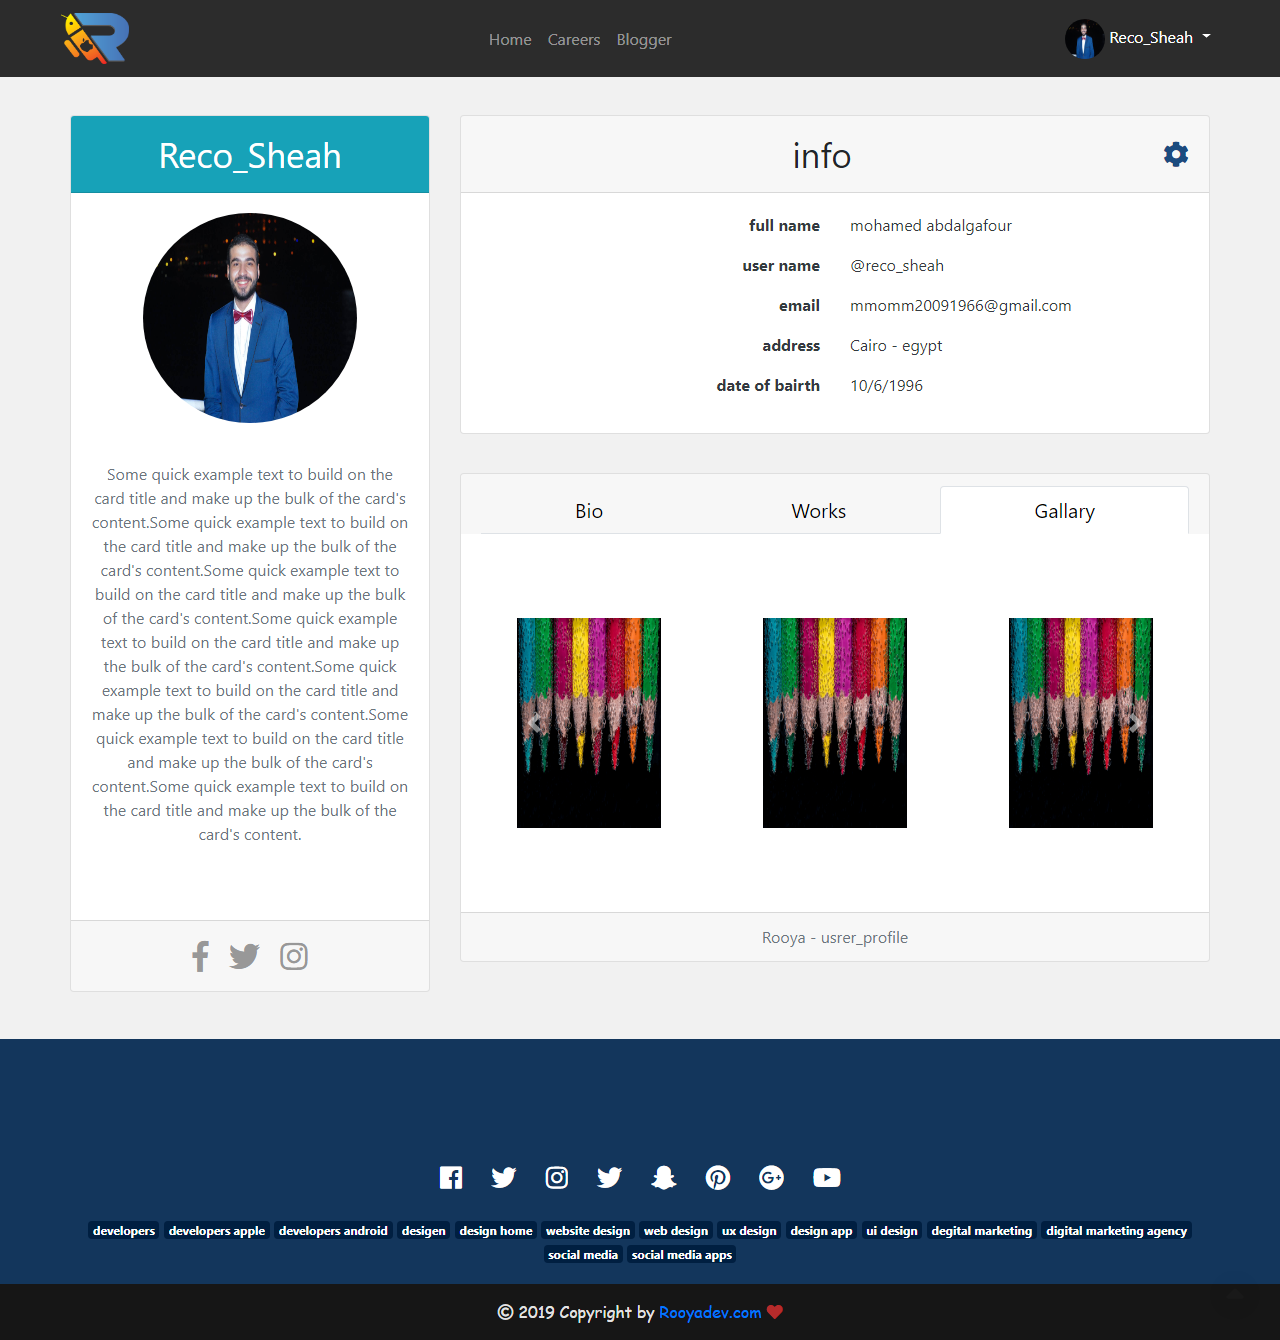 Home Careers Blogger
Reco_Sheah
Reco_Sheah
Some quick example text to build on the
card title and make up the bulk of the card's
content.Some quick example text to build on
the card title and make up the bulk of the
card's content.Some quick example text to
build on the card title and make up the bulk
of the card's content.Some quick example
text to build on the card title and make up
the bulk of the card's content.Some quick
example text to build on the card title and
make up the bulk of the card's content.Some
quick example text to build on the card title
and make up the bulk of the card's
content.Some quick example text to build on
the card title and make up the bulk of the
card's content.
info
full name mohamed abdalgafour
user name @reco_sheah
email mmomm20091966@gmail.com
address Cairo - egypt
date of bairth 10/6/1996
Bio Works Gallary
Rooya - usrer_profile
developers developers apple developers android desigen design home website design web design ux design design app ui design degital marketing digital marketing agency
social media social media apps
© 2019 Copyright by Rooyadev.com